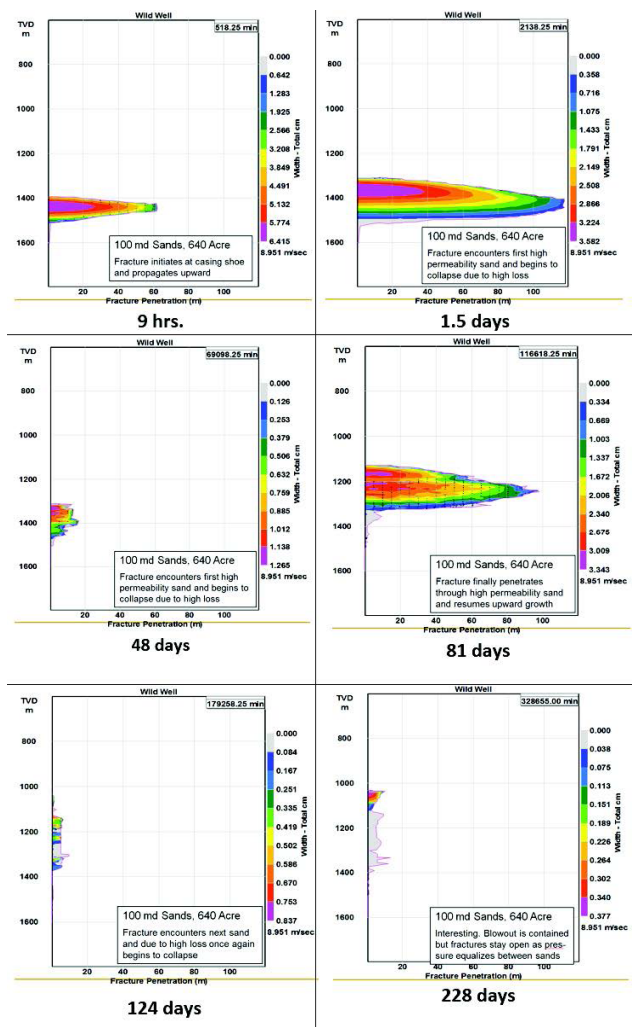 Wild Well
TVD
m
518.25 min
800
1000
1200
1400
1600
20 40 60 80 100
Fracture Penetration (m)
0.000
0.642
1.283
1.925
2.566
3.208
3.849
4.491
5.132
5.774
6.415
8.951 m/sec
Width - Total cm
100 md Sands, 640 Acre
Fracture initiates at casing shoe
and propagates upward
9 hrs.
Wild Well
TVD
m
2138.25 min
800
1000
1200
1400
1600
20 40 60 80 100
Fracture Penetration (m)
0.000
0.358
0.716
1.075
1.433
1.791
2.149
2.508
2.866
3.224
3.582
8.951 m/sec
Width - Total cm
100 md Sands, 640 Acre
Fracture encounters first high
permeability sand and begins to
collapse due to high loss
1.5 days
Wild Well
TVD
m
69098.25 min
800
1000
1200
1400
1600
20 40 60 80 100
Fracture Penetration (m)
0.000
0.126
0.253
0.379
0.506
0.632
0.759
0.885
1.012
1.138
1.265
8.951 m/sec
Width - Total cm
100 md Sands, 640 Acre
Fracture encounters first high
permeability sand and begins to
collapse due to high loss
48 days
Wild Well
TVD
m
116618.25 min
800
1000
1200
1400
1600
20 40 60 80 100
Fracture Penetration (m)
0.000
0.334
0.669
1.003
1.337
1.672
2.006
2.340
2.675
3.009
3.343
8.951 m/sec
Width - Total cm
100 md Sands, 640 Acre
Fracture finally penetrates
through high permeability sand
and resumes upward growth
81 days
Wild Well
TVD
m
179258.25 min
800
1000
1200
1400
1600
20 40 60 80 100
Fracture Penetration (m)
0.000
0.084
0.167
0.251
0.335
0.419
0.502
0.586
0.670
0.753
0.837
8.951 m/sec
Width - Total cm
100 md Sands, 640 Acre
Fracture encounters next sand
and due to high loss once again
begins to collapse
124 days
Wild Well
TVD
m
328655.00 min
800
1000
1200
1400
1600
20 40 60 80 100
Fracture Penetration (m)
0.000
0.038
0.075
0.113
0.151
0.189
0.226
0.264
0.302
0.340
0.377
8.951 m/sec
Width - Total cm
100 md Sands, 640 Acre
Interesting. Blowout is contained
but fractures stay open as pres-
sure equalizes between sands
228 days